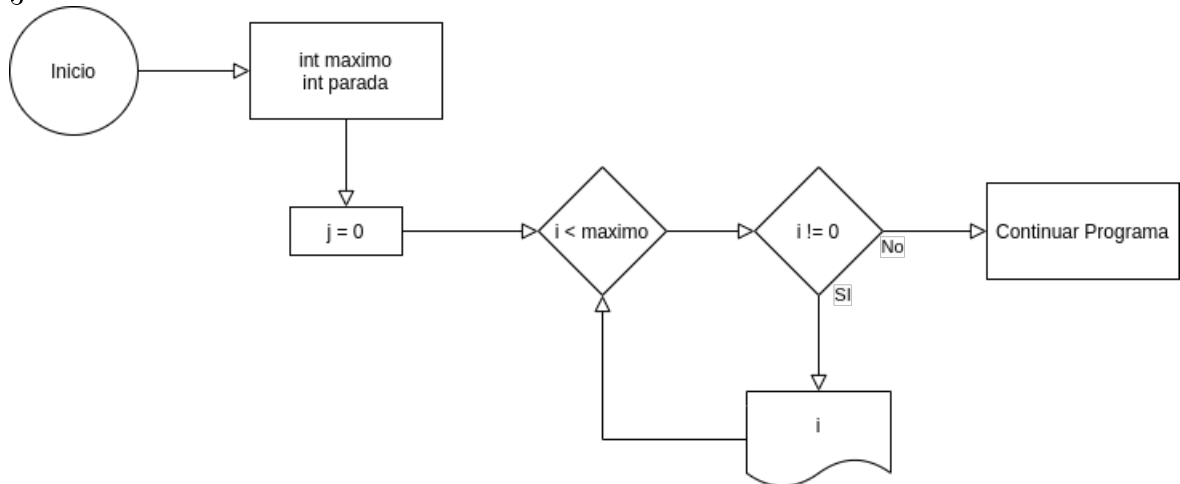 Inicio
int maximo
int parada
j = 0
i < maximo
i != 0
No
Continuar Programa
SI
i